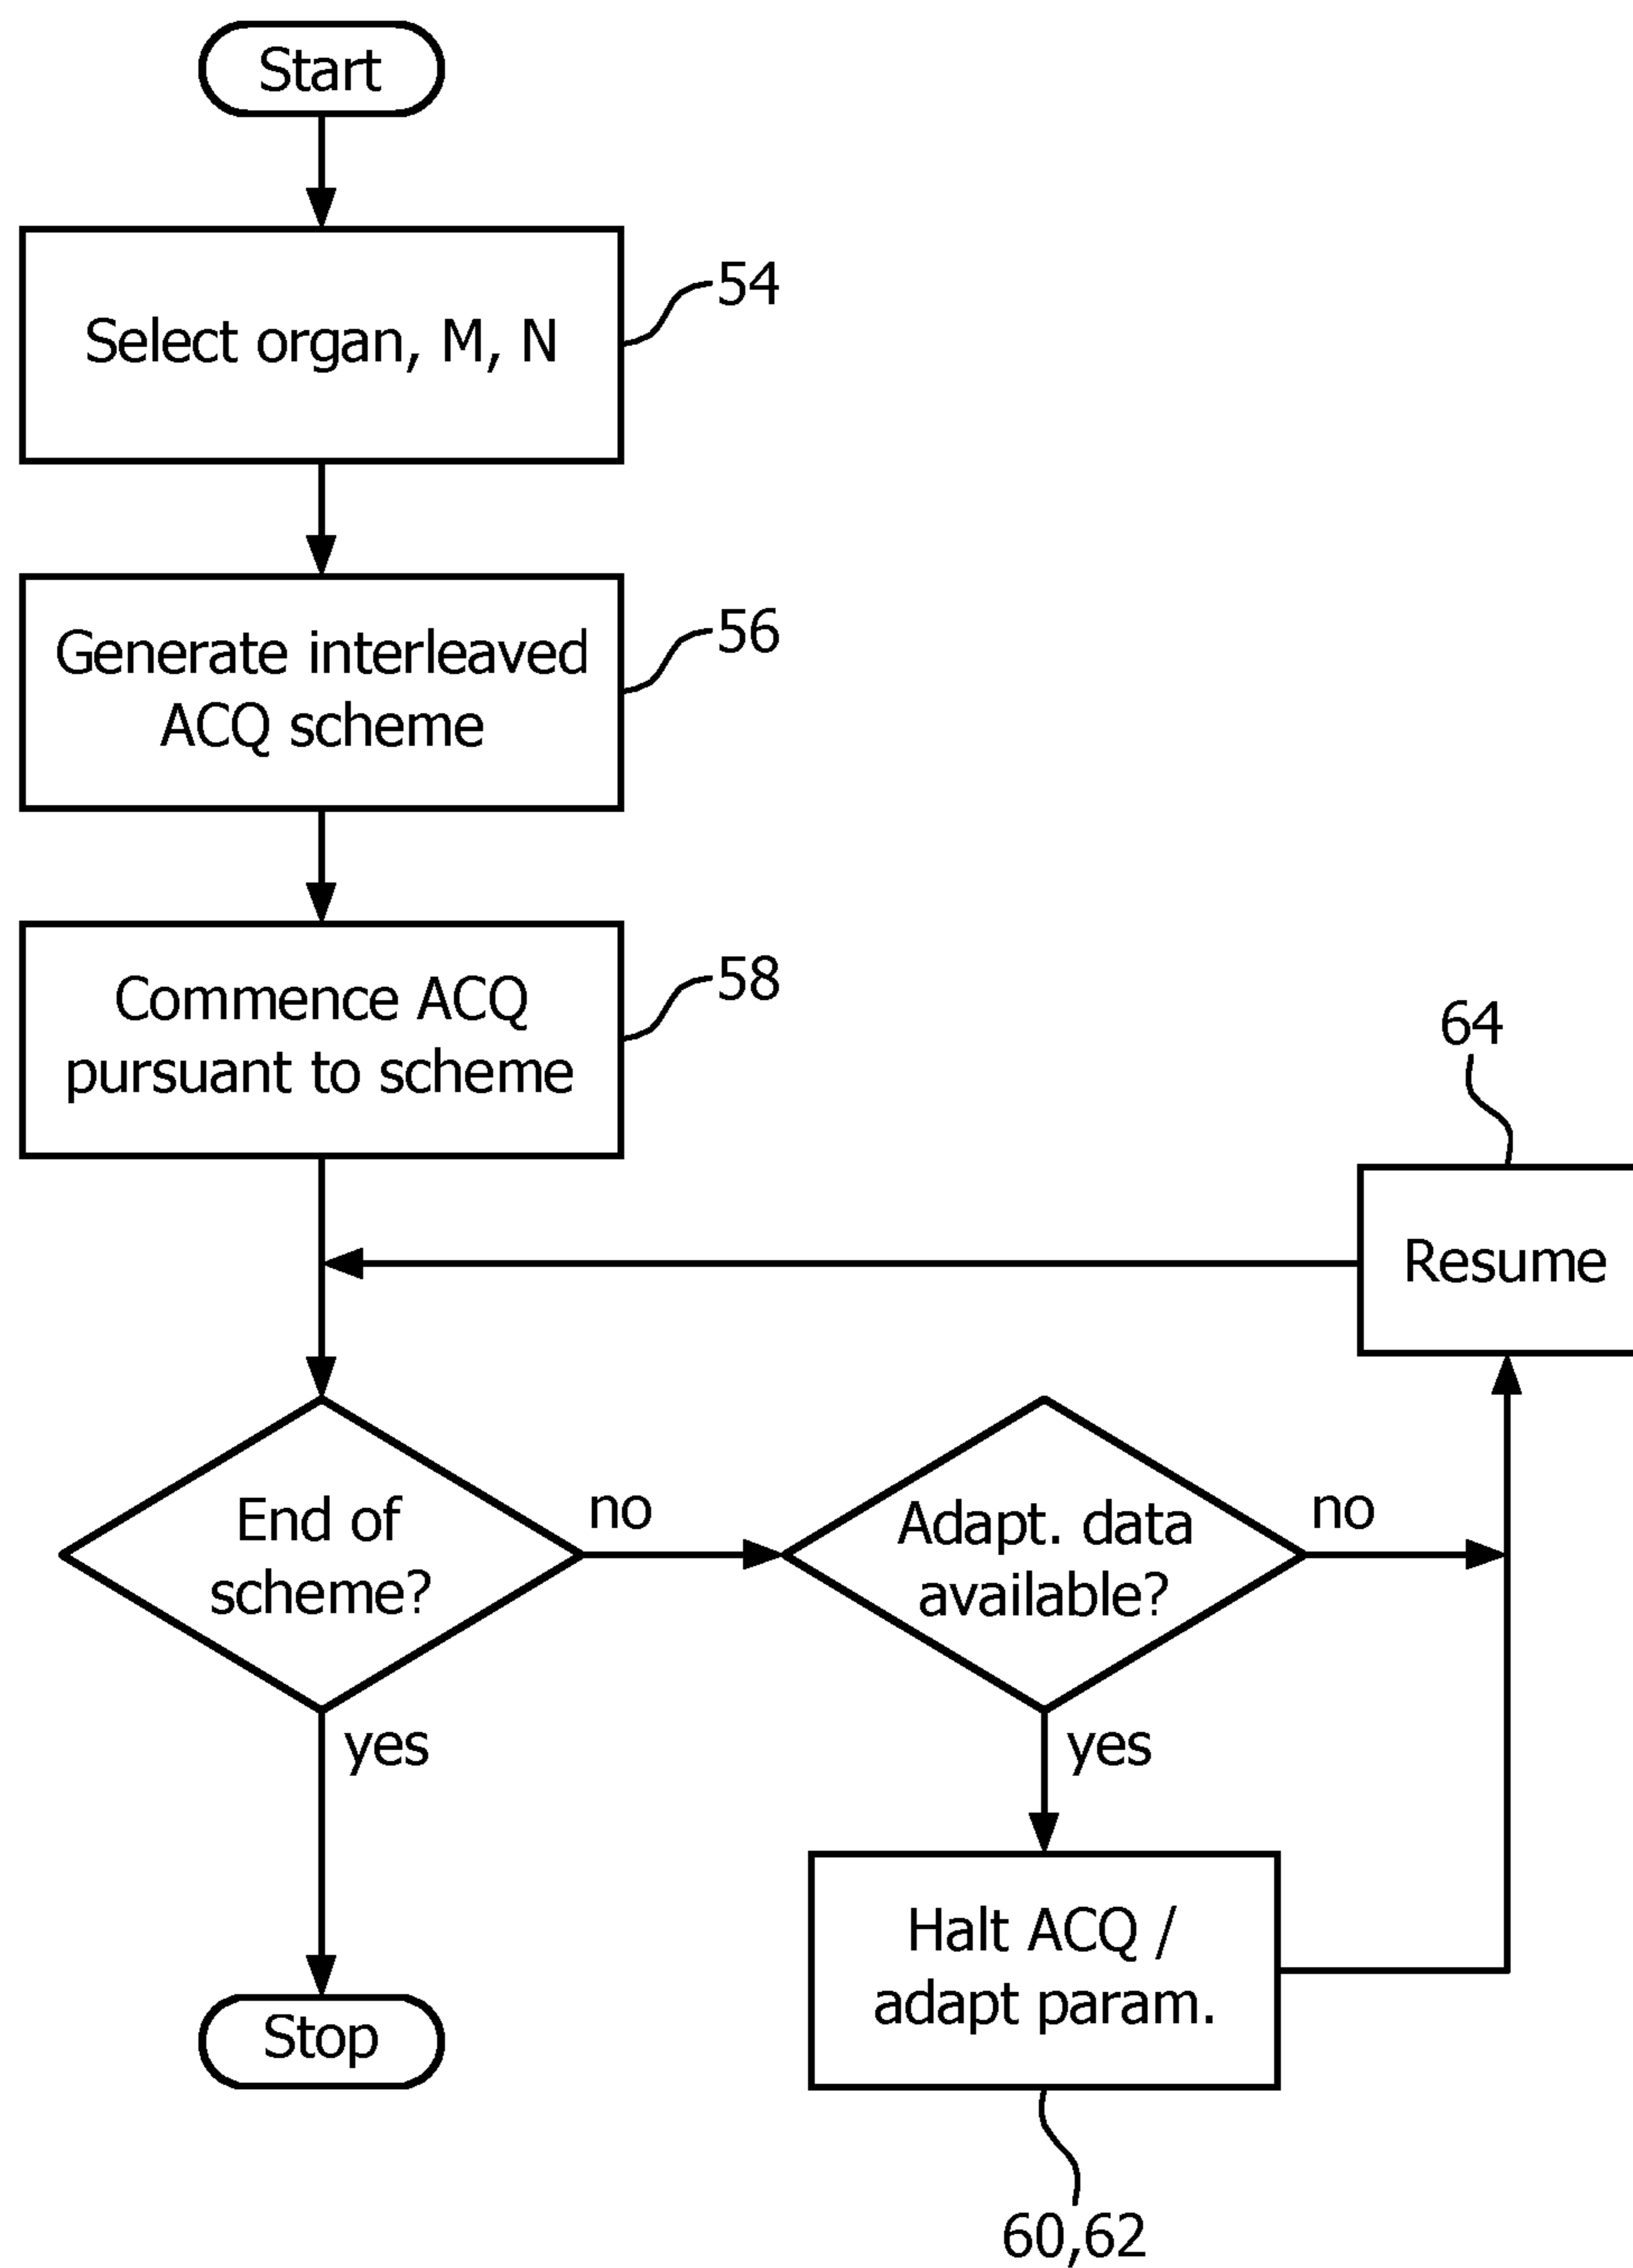 Start
Select organ, M, N
54
Generate interleaved
ACQ scheme
56
Commence ACQ
pursuant to scheme
58
64
Resume
End of
scheme?
no
yes
Adapt. data
available?
no
yes
Halt ACQ /
adapt param.
60,62
Stop